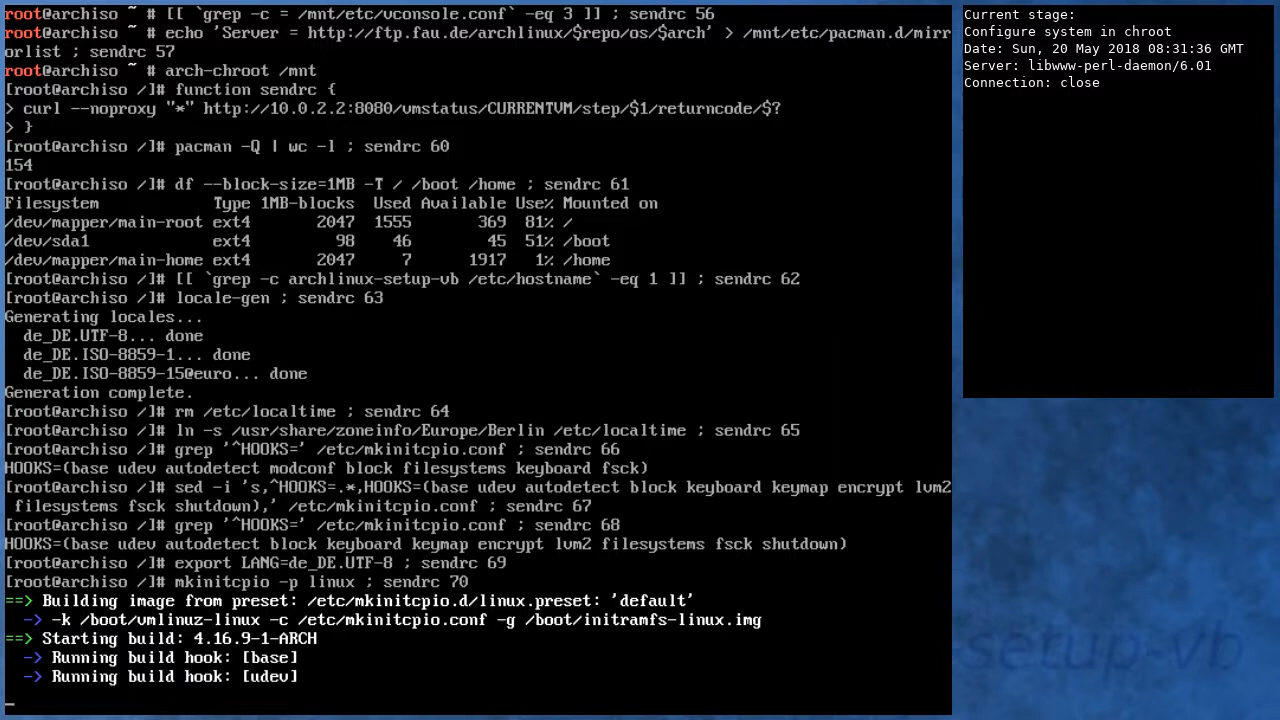 root@archiso ~ # [[ `grep -c = /mnt/etc/vconsole.conf` -eq 3 ]] ; sendrc 56
root@archiso ~ # echo 'Server = http://ftp.fau.de/archlinux/$repo/os/$arch' > /mnt/etc/pacman.d/mirr
orlist ; sendrc 57
root@archiso ~ # arch-chroot /mnt
[root@archiso /]# function sendrc {
> curl --noproxy "*" http://10.0.2.2:8080/vmstatus/CURRENTVM/step/$1/returncode/$?
> }
[root@archiso /]# pacman -Q | wc -l ; sendrc 60
154
[root@archiso /]# df --block-size=1MB -T / /boot /home ; sendrc 61
Filesystem            Type 1MB-blocks  Used Available Use% Mounted on
/dev/mapper/main-root ext4       2047  1555       369  81% /
/dev/sda1             ext4         98    46        45  51% /boot
/dev/mapper/main-home ext4       2047     7      1917   1% /home
[root@archiso /]# [[ `grep -c archlinux-setup-vb /etc/hostname` -eq 1 ]] ; sendrc 62
[root@archiso /]# locale-gen ; sendrc 63
Generating locales...
  de_DE.UTF-8... done
  de_DE.ISO-8859-1... done
  de_DE.ISO-8859-15@euro... done
Generation complete.
[root@archiso /]# rm /etc/localtime ; sendrc 64
[root@archiso /]# ln -s /usr/share/zoneinfo/Europe/Berlin /etc/localtime ; sendrc 65
[root@archiso /]# grep '^HOOKS=' /etc/mkinitcpio.conf ; sendrc 66
HOOKS=(base udev autodetect modconf block filesystems keyboard fsck)
[root@archiso /]# sed -i 's,^HOOKS=.*,HOOKS=(base udev autodetect block keyboard keymap encrypt lvm2
 filesystems fsck shutdown),' /etc/mkinitcpio.conf ; sendrc 67
[root@archiso /]# grep '^HOOKS=' /etc/mkinitcpio.conf ; sendrc 68
HOOKS=(base udev autodetect block keyboard keymap encrypt lvm2 filesystems fsck shutdown)
[root@archiso /]# export LANG=de_DE.UTF-8 ; sendrc 69
[root@archiso /]# mkinitcpio -p linux ; sendrc 70
==> Building image from preset: /etc/mkinitcpio.d/linux.preset: 'default'
  -> -k /boot/vmlinuz-linux -c /etc/mkinitcpio.conf -g /boot/initramfs-linux.img
==> Starting build: 4.16.9-1-ARCH
  -> Running build hook: [base]
  -> Running build hook: [udev]
_
Current stage:
Configure system in chroot
Date: Sun, 20 May 2018 08:31:36 GMT
Server: libwww-perl-daemon/6.01
Connection: close
setup-vb